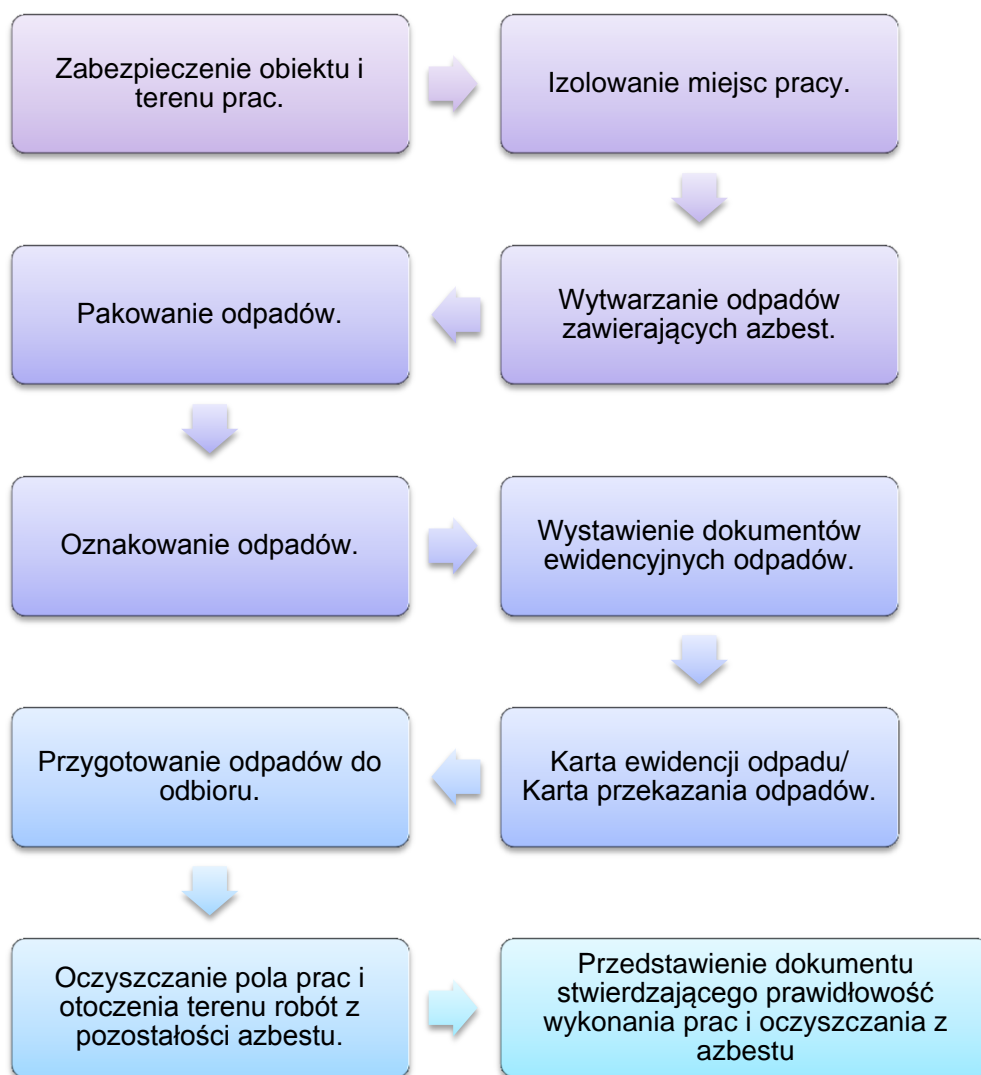 Zabezpieczenie obiektu i
terenu prac.
Izolowanie miejsc pracy.
Wytwarzanie odpadów
zawierających azbest.
Pakowanie odpadów.
Oznakowanie odpadów.
Wystawienie dokumentów
ewidencyjnych odpadów.
Karta ewidencji odpadu/
Karta przekazania odpadów.
Przygotowanie odpadów do
odbioru.
Oczyszczanie pola prac i
otoczenia terenu robót z
pozostałości azbestu.
Przedstawienie dokumentu
stwierdzającego prawidłowość
wykonania prac i oczyszczania z
azbestu